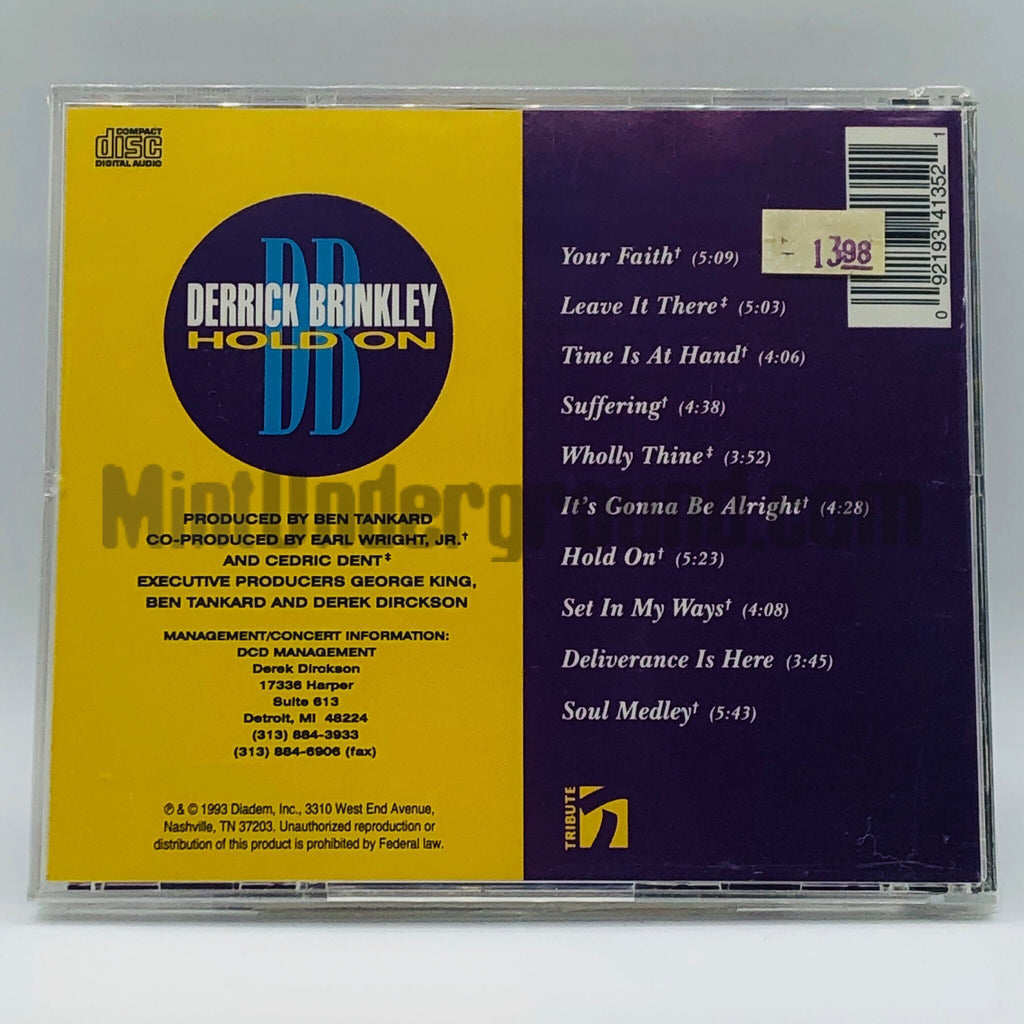 COMPACT
disc
DIGITAL AUDIO
DB
DERRICK BRINKLEY
HOLD ON
PRODUCED BY BEN TANKARD
CO-PRODUCED BY EARL WRIGHT, JR.†
AND CEDRIC DENT‡
EXECUTIVE PRODUCERS GEORGE KING,
BEN TANKARD AND DEREK DIRCKSON
MANAGEMENT/CONCERT INFORMATION:
DCD MANAGEMENT
Derek Dirckson
17336 Harper
Suite 613
Detroit, MI 48224
(313) 884-3933
(313) 884-6906 (fax)
℗ & © 1993 Diadem, Inc., 3310 West End Avenue,
Nashville, TN 37203. Unauthorized reproduction or
distribution of this product is prohibited by Federal law.
Your Faith† (5:09)
Leave It There‡ (5:03)
Time Is At Hand† (4:06)
Suffering† (4:38)
Wholly Thine‡ (3:52)
It's Gonna Be Alright† (4:28)
Hold On† (5:23)
Set In My Ways† (4:08)
Deliverance Is Here (3:45)
Soul Medley† (5:43)
TRIBUTE
1398
0 92193 41352 1
MintUnderground.com